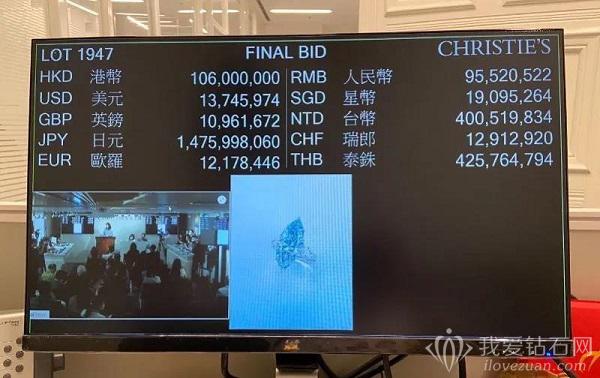 LOT 1947 FINAL BID CHRISTIE'S
HKD 港幣 106,000,000 RMB 人民幣 95,520,522
USD 美元 13,745,974 SGD 星幣 19,095,264
GBP 英鎊 10,961,672 NTD 台幣 400,519,834
JPY 日元 1,475,998,060 CHF 瑞郎 12,912,920
EUR 歐羅 12,178,446 THB 泰銖 425,764,794
我爱钻石网
ilovezuan.com